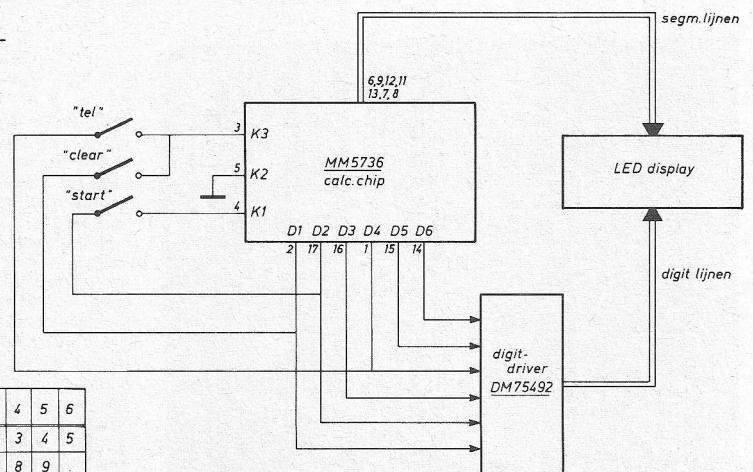 segm.lijnen
6,9,12,11
13,7,8
"tel"
3 K3
"clear"
MM5736
calc.chip
5 K2
LED display
"start"
4 K1
D1 D2 D3 D4 D5 D6
2 17 16 1 15 14
digit lijnen
digit-
driver
DM75492
4 5 6
3 4 5
8 9 .